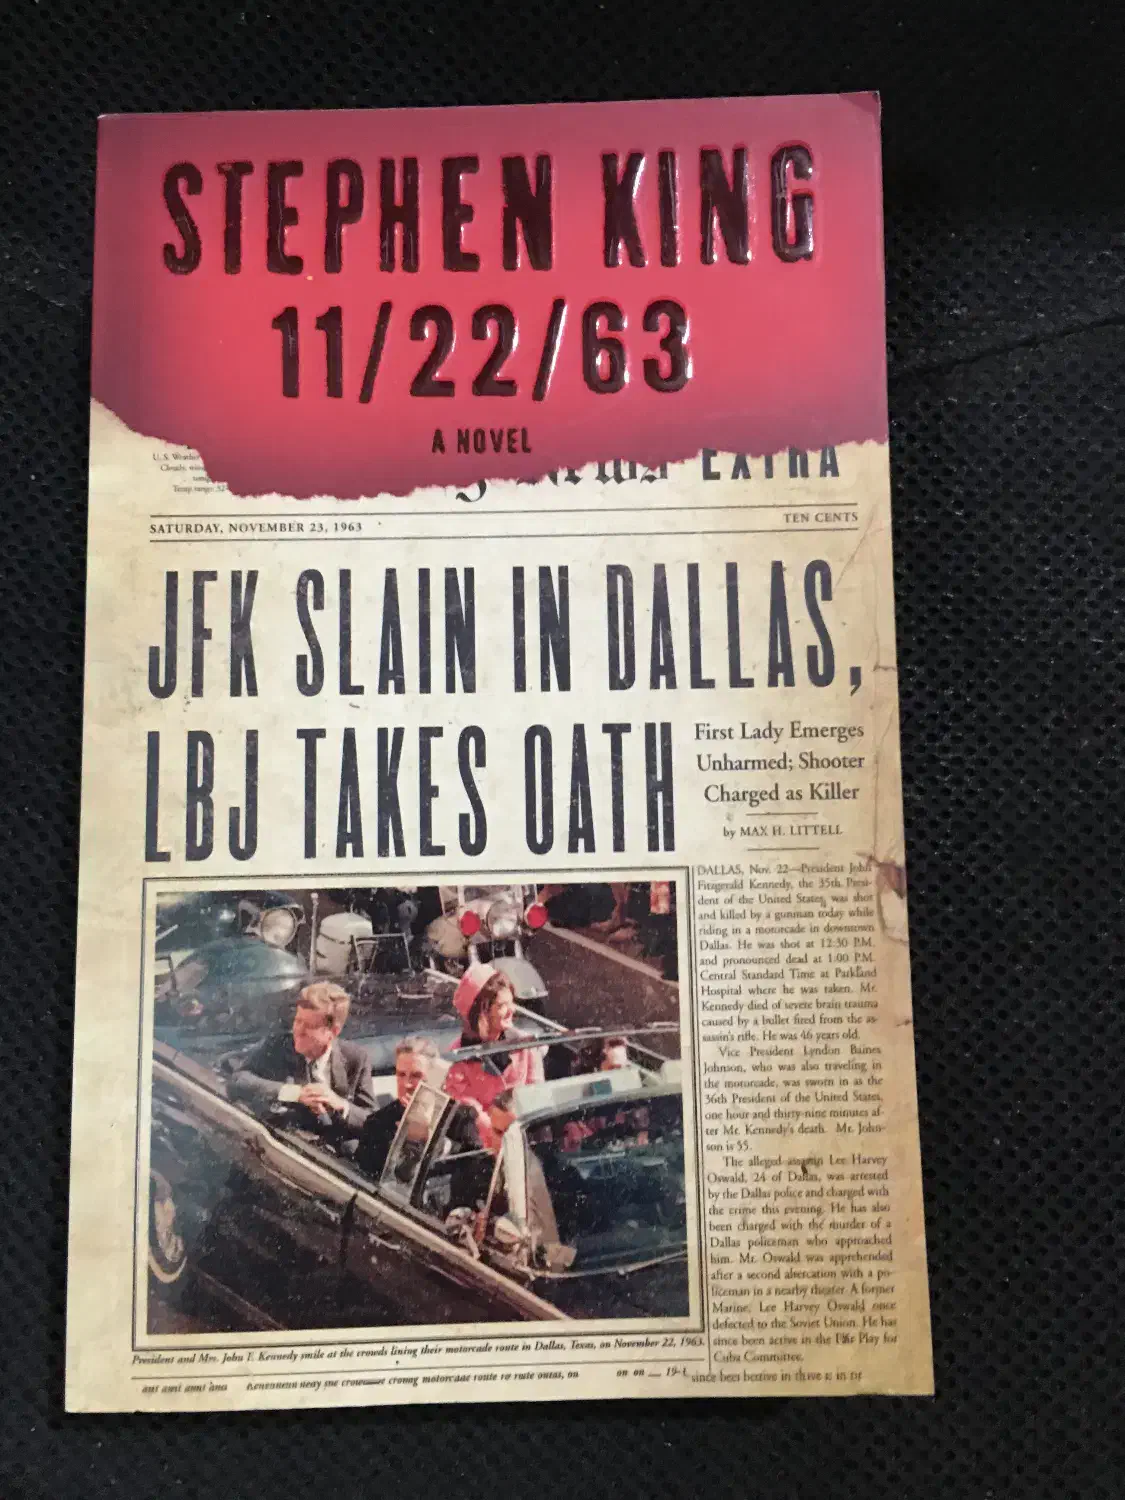 STEPHEN KING
11/22/63
A NOVEL
U. S. Weather
Cloudy,
Temp. range: 32-
News EXTRA
SATURDAY, NOVEMBER 23, 1963
TEN CENTS
JFK SLAIN IN DALLAS,
LBJ TAKES OATH
First Lady Emerges
Unharmed; Shooter
Charged as Killer
by MAX H. LITTELL
DALLAS, Nov. 22—President John
Fitzgerald Kennedy, the 35th Presi-
dent of the United States, was shot
and killed by a gunman today while
riding in a motorcade in downtown
Dallas. He was shot at 12:30 P.M.
and pronounced dead at 1:00 P.M.
Central Standard Time at Parkland
Hospital where he was taken. Mr.
Kennedy died of severe brain trauma
caused by a bullet fired from the as-
sassin's rifle. He was 46 years old.
Vice President Lyndon Baines
Johnson, who was also traveling in
the motorcade, was sworn in as the
36th President of the United States,
one hour and thirty-nine minutes af-
ter Mr. Kennedy's death. Mr. John-
son is 55.
The alleged assassin Lee Harvey
Oswald, 24 of Dallas, was arrested
by the Dallas police and charged with
the crime this evening. He has also
been charged with the murder of a
Dallas policeman who approached
him. Mr. Oswald was apprehended
after a second altercation with a po-
liceman in a nearby theater. A former
Marine, Lee Harvey Oswald once
defected to the Soviet Union. He has
since been active in the Fair Play for
Cuba Committee.
President and Mrs. John F. Kennedy smile at the crowds lining their motorcade route in Dallas, Texas, on November 22, 1963.